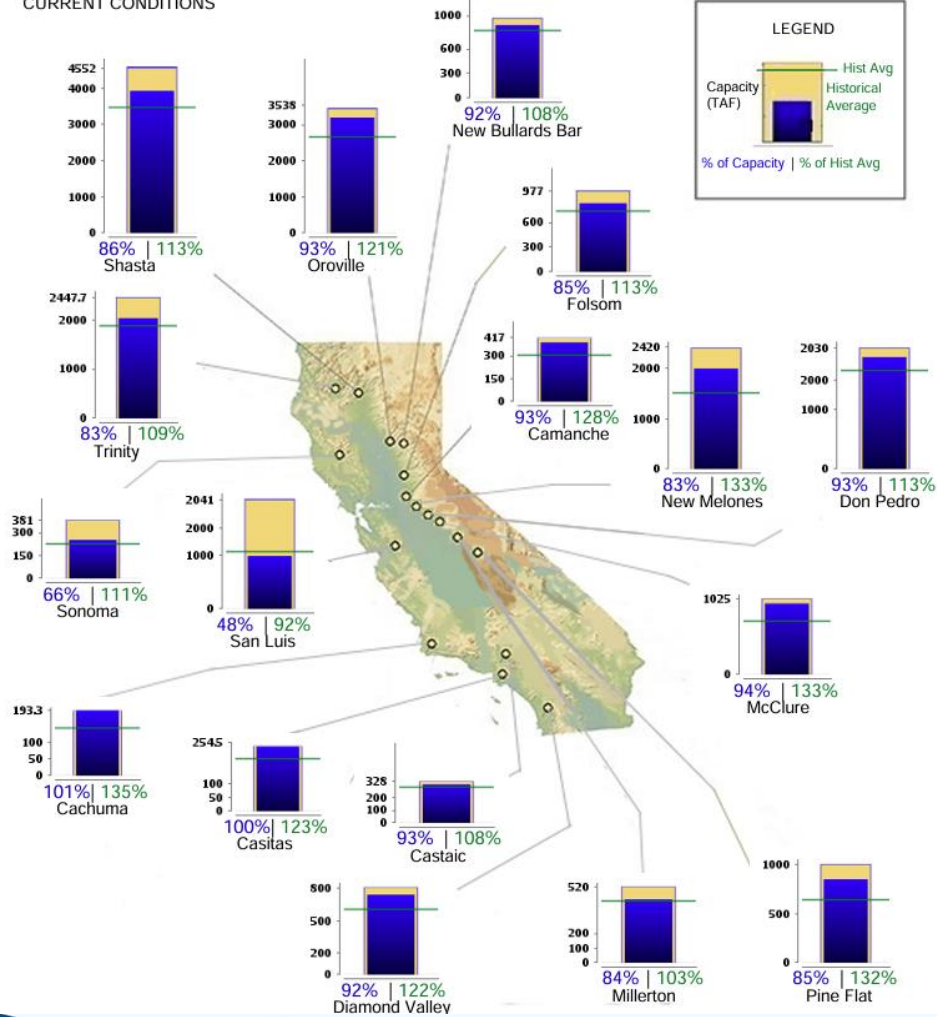 CURRENT CONDITIONS
1000
600
300
0
92% | 108%
New Bullards Bar
LEGEND
Hist Avg
Capacity
(TAF)
Historical
Average
% of Capacity | % of Hist Avg
4552
4000
3000
2000
1000
0
86% | 113%
Shasta
3538
3000
2000
1000
0
93% | 121%
Oroville
977
600
300
0
85% | 113%
Folsom
2447.7
2000
1000
0
83% | 109%
Trinity
417
300
150
0
93% | 128%
Camanche
2420
2000
1000
0
83% | 133%
New Melones
2030
2000
1000
0
93% | 113%
Don Pedro
381
300
150
0
66% | 111%
Sonoma
2041
2000
1000
0
48% | 92%
San Luis
1025
0
94% | 133%
McClure
193.3
100
50
0
101% | 135%
Cachuma
254.5
100
50
0
100% | 123%
Casitas
328
200
100
0
93% | 108%
Castaic
800
500
200
0
92% | 122%
Diamond Valley
520
200
100
0
84% | 103%
Millerton
1000
500
0
85% | 132%
Pine Flat